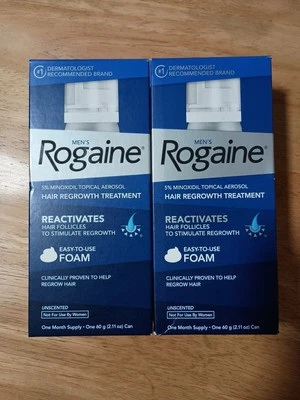 #1 DERMATOLOGIST
RECOMMENDED BRAND
MEN'S
Rogaine®
5% MINOXIDIL TOPICAL AEROSOL
HAIR REGROWTH TREATMENT
REACTIVATES
HAIR FOLLICLES
TO STIMULATE REGROWTH
EASY-TO-USE
FOAM
CLINICALLY PROVEN TO HELP
REGROW HAIR
UNSCENTED
Not For Use By Women
One Month Supply • One 60 g (2.11 oz) Can
#1 DERMATOLOGIST
RECOMMENDED BRAND
MEN'S
Rogaine®
5% MINOXIDIL TOPICAL AEROSOL
HAIR REGROWTH TREATMENT
REACTIVATES
HAIR FOLLICLES
TO STIMULATE REGROWTH
EASY-TO-USE
FOAM
CLINICALLY PROVEN TO HELP
REGROW HAIR
UNSCENTED
Not For Use By Women
One Month Supply • One 60 g (2.11 oz) Can